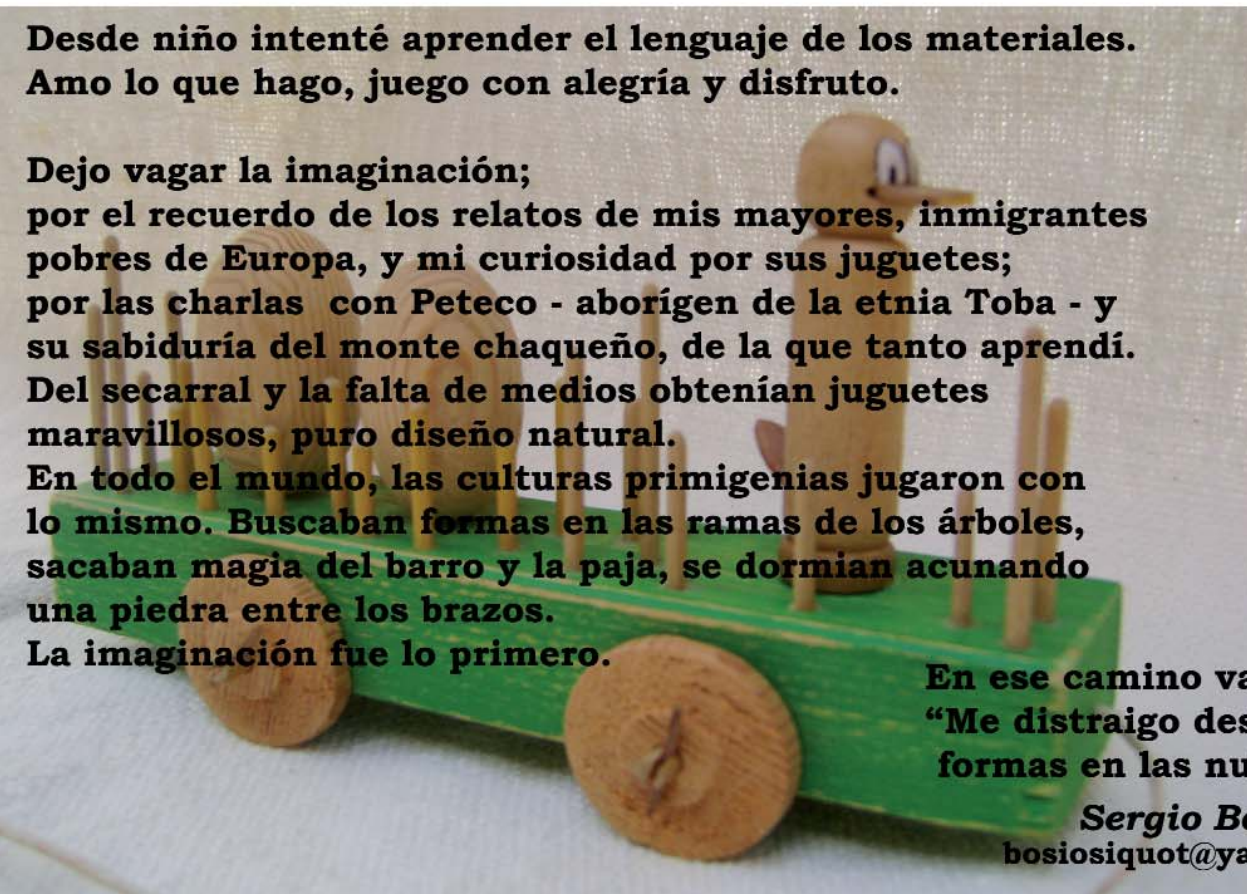 Desde niño intenté aprender el lenguaje de los materiales.
Amo lo que hago, juego con alegría y disfruto.
Dejo vagar la imaginación;
por el recuerdo de los relatos de mis mayores, inmigrantes
pobres de Europa, y mi curiosidad por sus juguetes;
por las charlas con Peteco - aborígen de la etnia Toba - y
su sabiduría del monte chaqueño, de la que tanto aprendí.
Del secarral y la falta de medios obtenían juguetes
maravillosos, puro diseño natural.
En todo el mundo, las culturas primigenias jugaron con
lo mismo. Buscaban formas en las ramas de los árboles,
sacaban magia del barro y la paja, se dormian acunando
una piedra entre los brazos.
La imaginación fue lo primero.
En ese camino va
“Me distraigo des
formas en las nu
Sergio Bo
bosiosiquot@ya